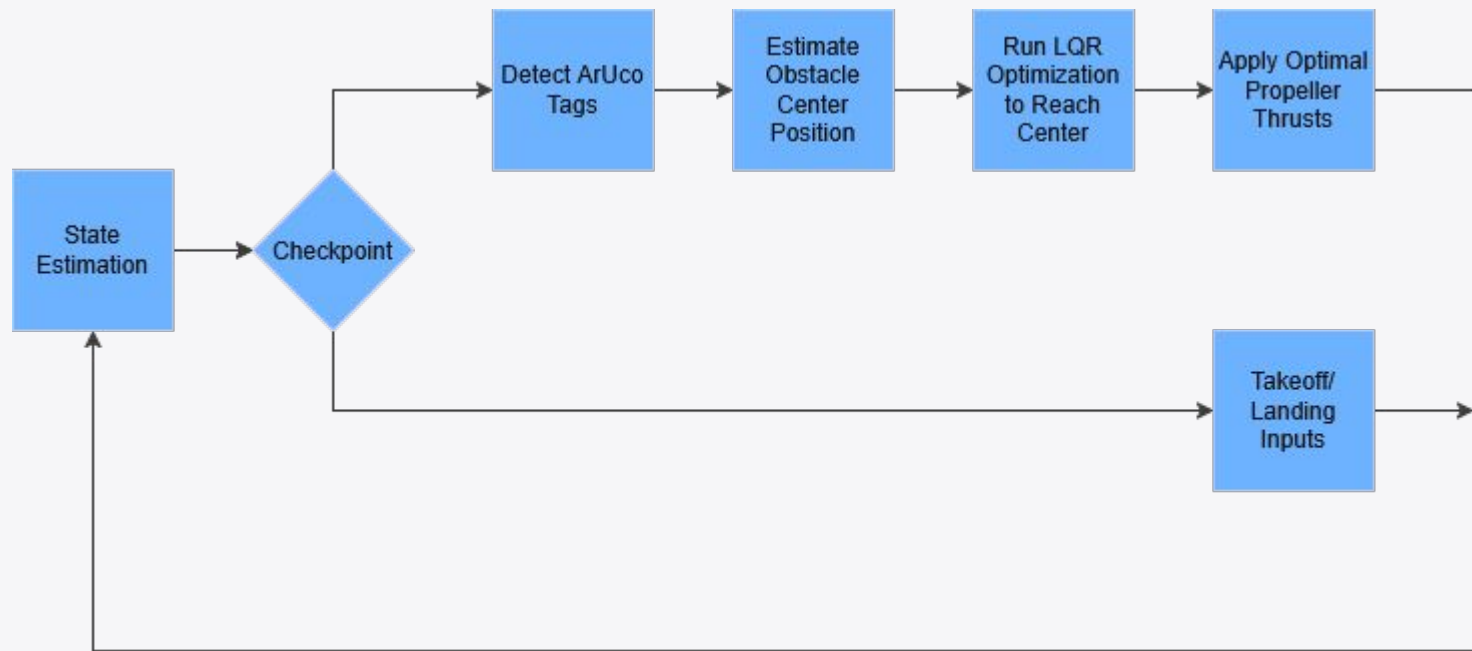 Detect ArUco
Tags
Estimate
Obstacle
Center
Position
Run LQR
Optimization
to Reach
Center
Apply Optimal
Propeller
Thrusts
State
Estimation
Checkpoint
Takeoff/
Landing
Inputs